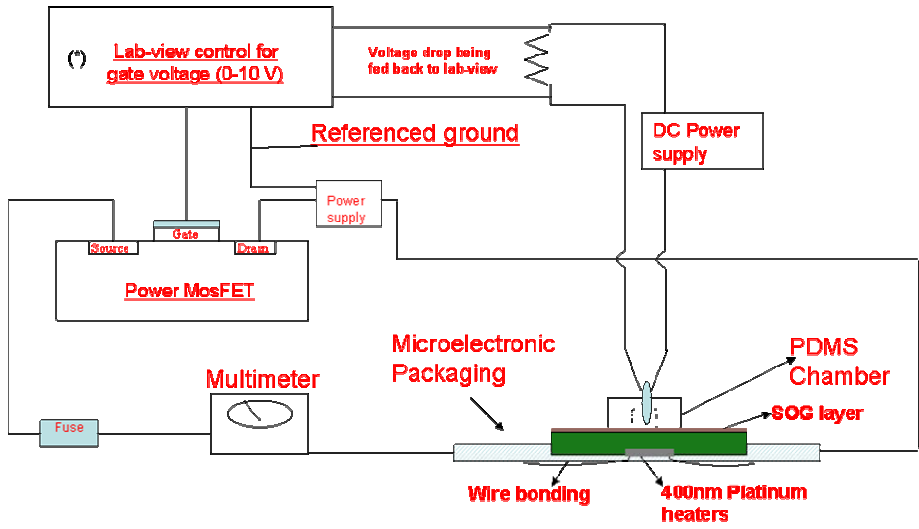 (*)
Lab-view control for
gate voltage (0-10 V)
Voltage drop being
fed back to lab-view
DC Power
supply
Referenced ground
Power
supply
Gate
Source
Drain
Power MosFET
Microelectronic
Packaging
PDMS
Chamber
Multimeter
SOG layer
Fuse
Wire bonding
400nm Platinum
heaters